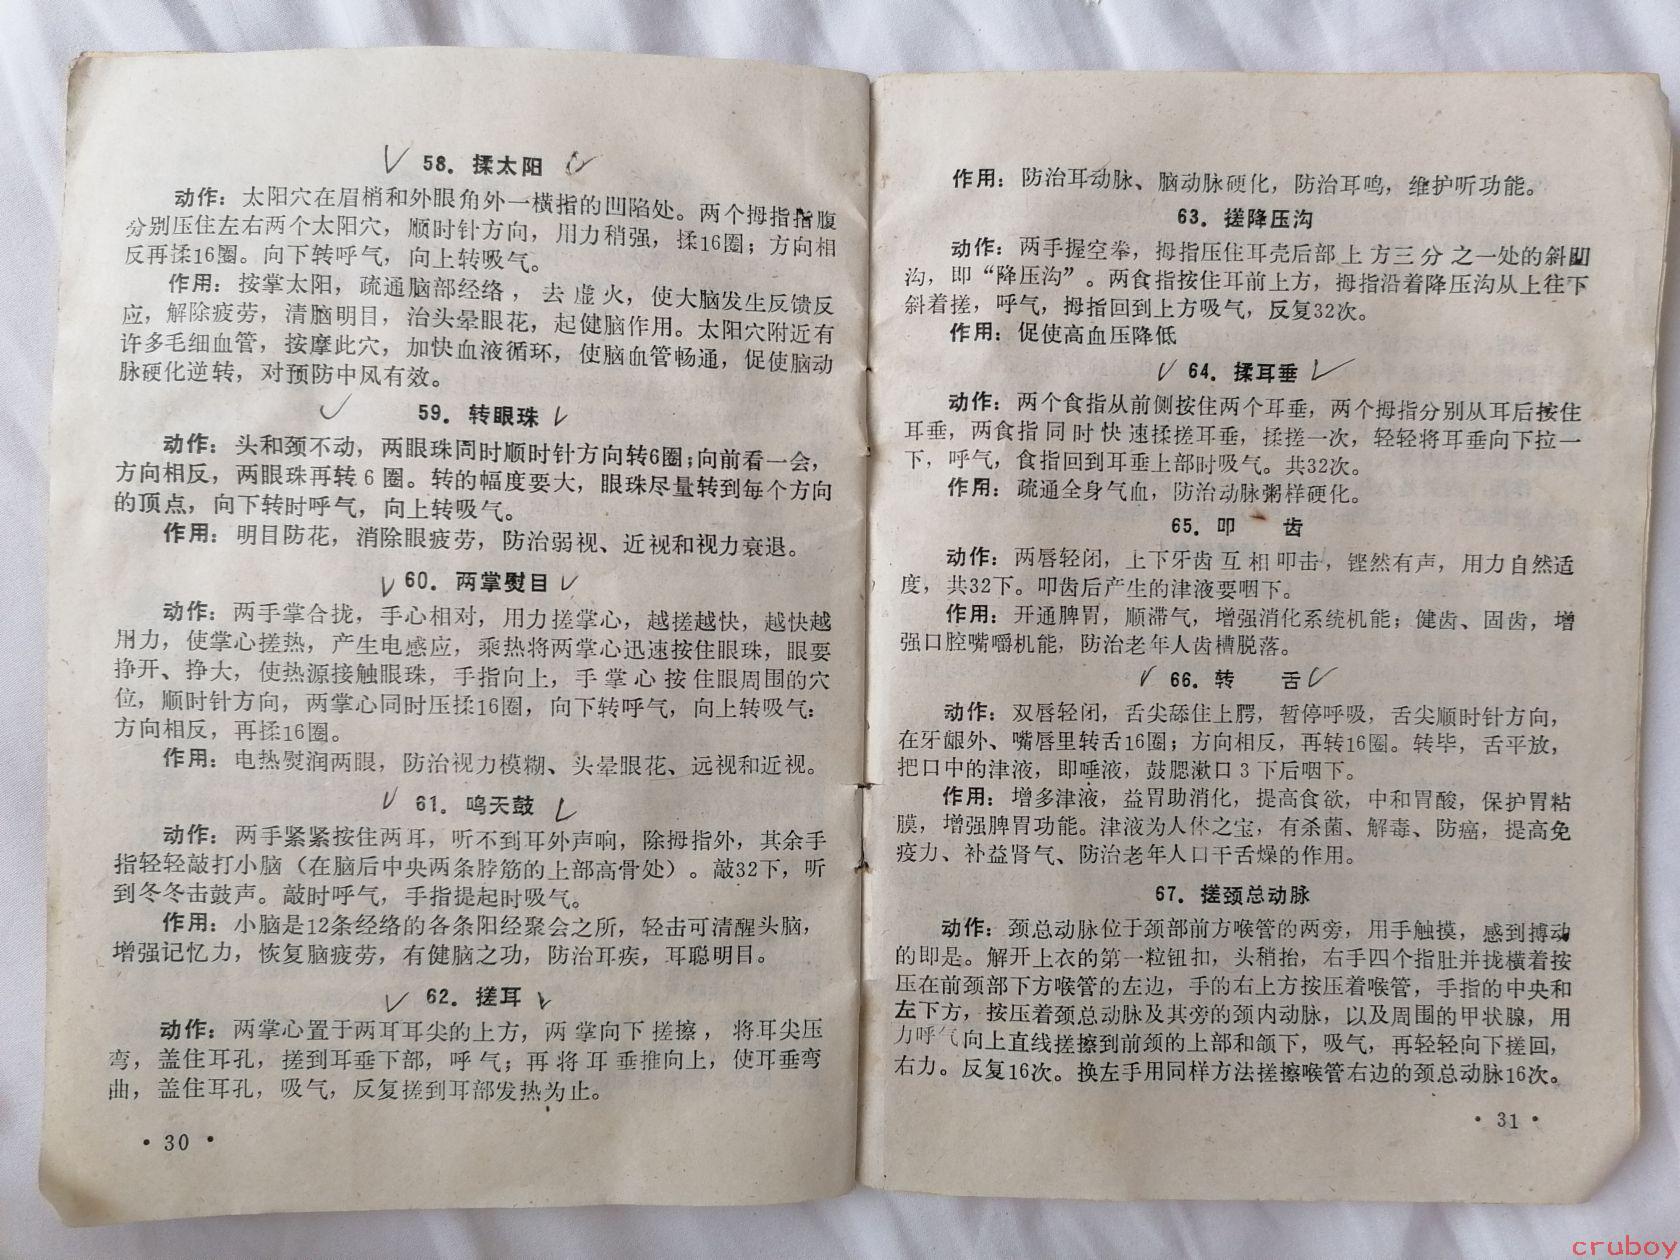 58．揉太阳
动作：太阳穴在眉梢和外眼角外一横指的凹陷处。两个拇指指腹
分别压住左右两个太阳穴，顺时针方向，用力稍强，揉16圈；方向相
反再揉16圈。向下转呼气，向上转吸气。
作用：按掌太阳，疏通脑部经络，去虚火，使大脑发生反馈反
应，解除疲劳，清脑明目，治头晕眼花，起健脑作用。太阳穴附近有
许多毛细血管，按摩此穴，加快血液循环，使脑血管畅通，促使脑动
脉硬化逆转，对预防中风有效。
59．转眼珠
动作：头和颈不动，两眼珠同时顺时针方向转6圈；向前看一会，
方向相反，两眼珠再转6圈。转的幅度要大，眼珠尽量转到每个方向
的顶点，向下转时呼气，向上转吸气。
作用：明目防花，消除眼疲劳，防治弱视、近视和视力衰退。
60．两掌熨目
动作：两手掌合拢，手心相对，用力搓掌心，越搓越快，越快越
用力，使掌心搓热，产生电感应，乘热将两掌心迅速按住眼珠，眼要
挣开、挣大，使热源接触眼珠，手指向上，手掌心按住眼周围的穴
位，顺时针方向，两掌心同时压揉16圈，向下转呼气，向上转吸气：
方向相反，再揉16圈。
作用：电热熨润两眼，防治视力模糊、头晕眼花、远视和近视。
61．鸣天鼓
动作：两手紧紧按住两耳，听不到耳外声响，除拇指外，其余手
指轻轻敲打小脑（在脑后中央两条脖筋的上部高骨处）。敲32下，听
到冬冬击鼓声。敲时呼气，手指提起时吸气。
作用：小脑是12条经络的各条阳经聚会之所，轻击可清醒头脑，
增强记忆力，恢复脑疲劳，有健脑之功，防治耳疾，耳聪明目。
62．搓耳
动作：两掌心置于两耳耳尖的上方，两掌向下搓擦，将耳尖压
弯，盖住耳孔，搓到耳垂下部，呼气；再将耳垂推向上，使耳垂弯
曲，盖住耳孔，吸气，反复搓到耳部发热为止。
• 30 •
作用：防治耳动脉、脑动脉硬化，防治耳鸣，维护听功能。
63．搓降压沟
动作：两手握空拳，拇指压住耳壳后部上方三分之一处的斜凹
沟，即“降压沟”。两食指按住耳前上方，拇指沿着降压沟从上往下
斜着搓，呼气，拇指回到上方吸气，反复32次。
作用：促使高血压降低
64．揉耳垂
动作：两个食指从前侧按住两个耳垂，两个拇指分别从耳后按住
耳垂，两食指同时快速揉搓耳垂，揉搓一次，轻轻将耳垂向下拉一
下，呼气，食指回到耳垂上部时吸气。共32次。
作用：疏通全身气血，防治动脉粥样硬化。
65．叩 齿
动作：两唇轻闭，上下牙齿互相叩击，铿然有声，用力自然适
度，共32下。叩齿后产生的津液要咽下。
作用：开通脾胃，顺滞气，增强消化系统机能；健齿、固齿，增
强口腔嘴嚼机能，防治老年人齿槽脱落。
66．转 舌
动作：双唇轻闭，舌尖舔住上腭，暂停呼吸，舌尖顺时针方向，
在牙龈外、嘴唇里转舌16圈；方向相反，再转16圈。转毕，舌平放，
把口中的津液，即唾液，鼓腮漱口3下后咽下。
作用：增多津液，益胃助消化，提高食欲，中和胃酸，保护胃粘
膜，增强脾胃功能。津液为人体之宝，有杀菌、解毒、防癌，提高免
疫力、补益肾气、防治老年人口干舌燥的作用。
67．搓颈总动脉
动作：颈总动脉位于颈部前方喉管的两旁，用手触摸，感到搏动
的即是。解开上衣的第一粒钮扣，头稍抬，右手四个指肚并拢横着按
压在前颈部下方喉管的左边，手的右上方按压着喉管，手指的中央和
左下方，按压着颈总动脉及其旁的颈内动脉，以及周围的甲状腺，用
力呼气向上直线搓擦到前颈的上部和颌下，吸气，再轻轻向下搓回，
右力。反复16次。换左手用同样方法搓擦喉管右边的颈总动脉16次。
• 31 •
cruboy